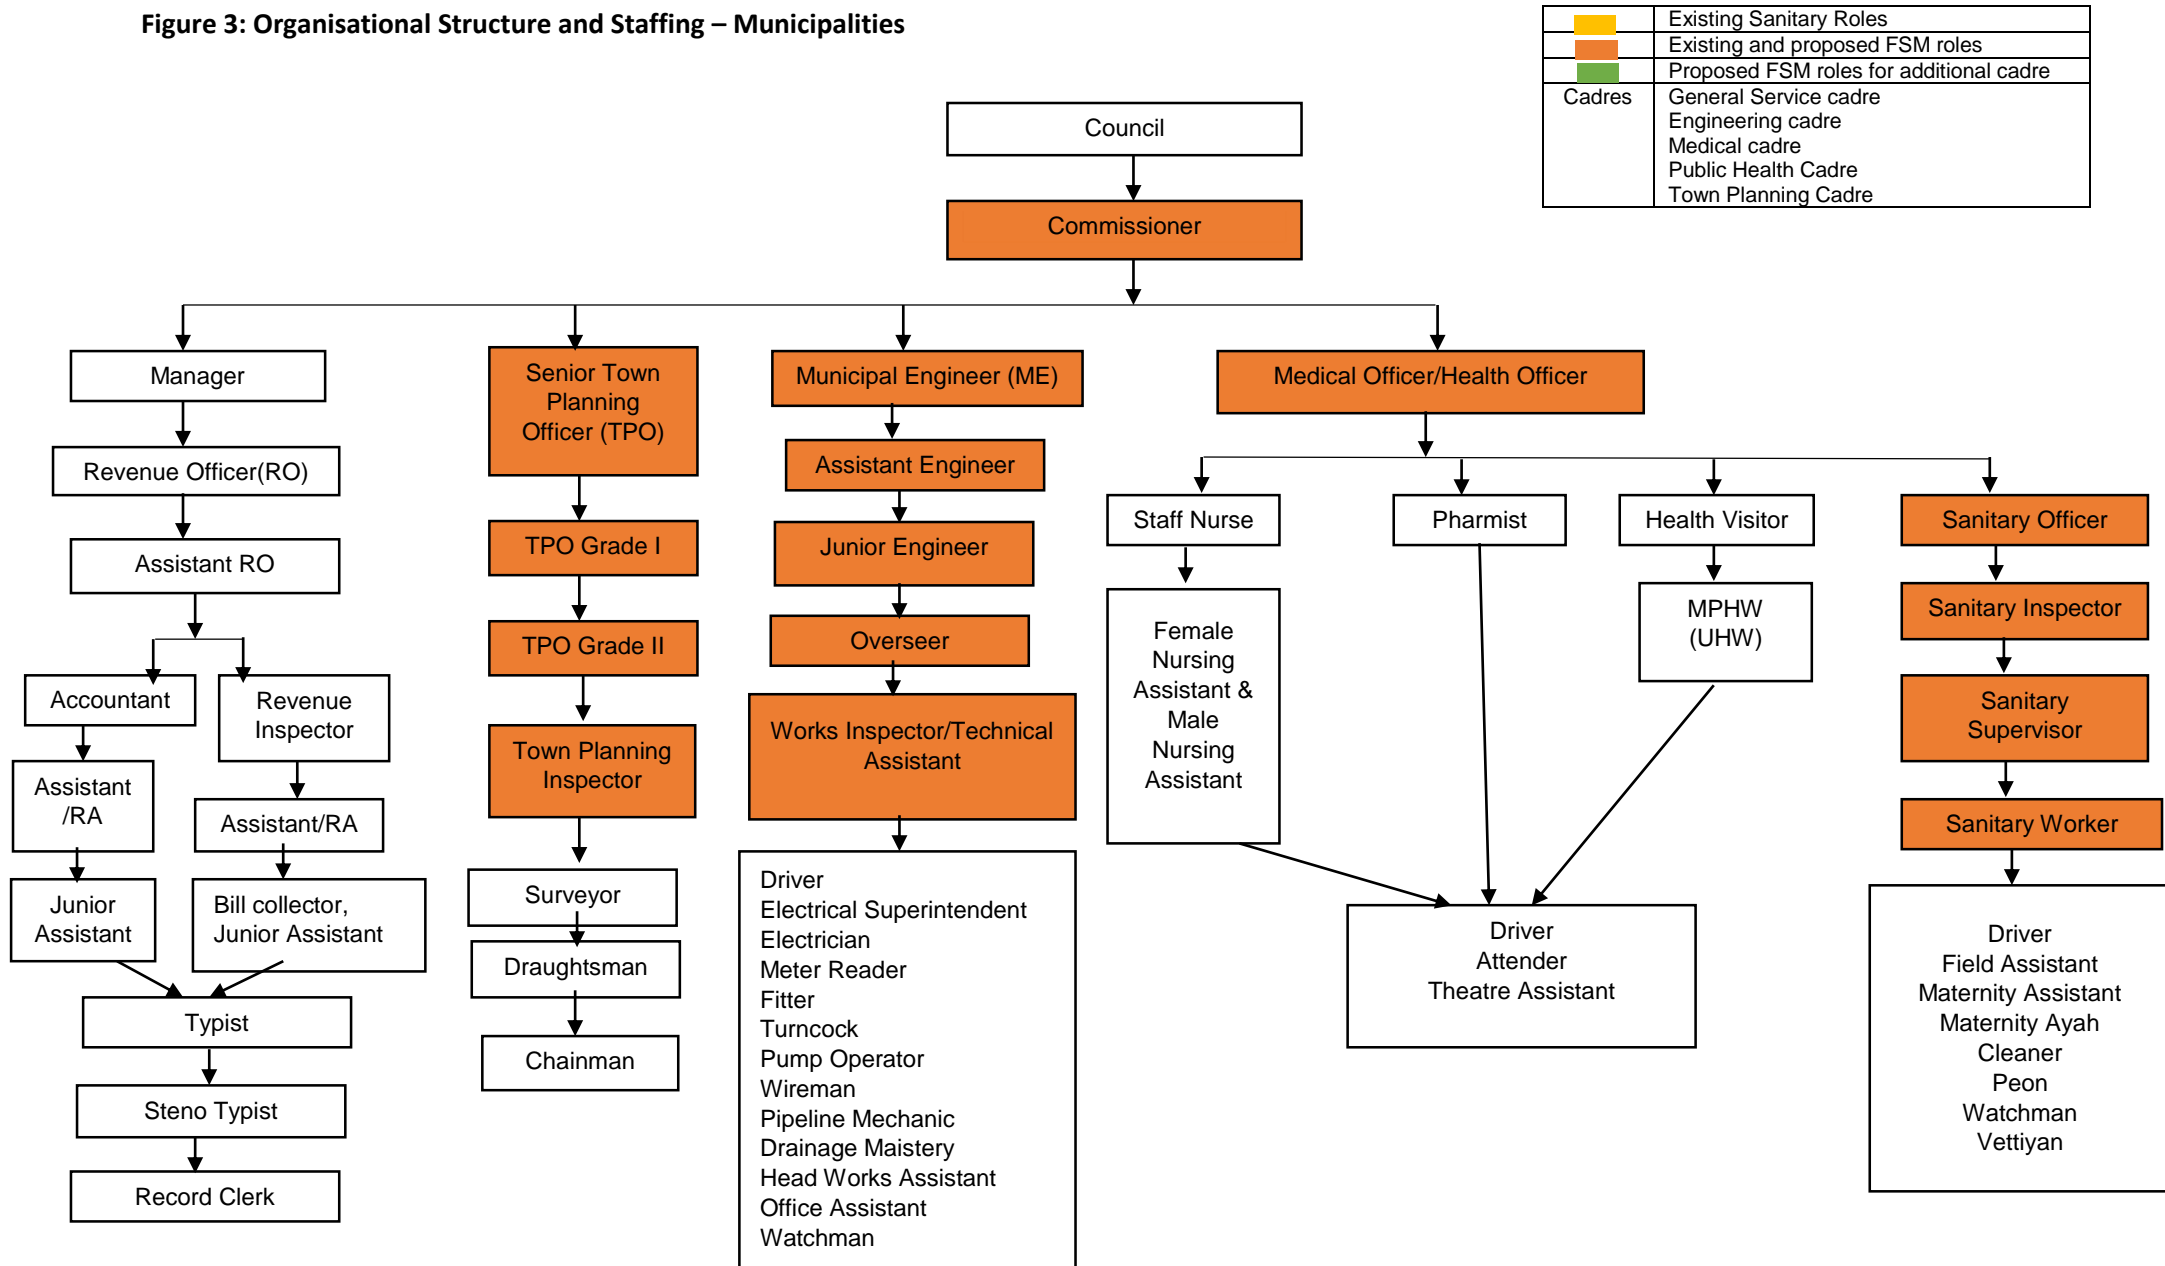 Figure 3: Organisational Structure and Staffing – Municipalities
Existing Sanitary Roles
Existing and proposed FSM roles
Proposed FSM roles for additional cadre
Cadres
General Service cadre
Engineering cadre
Medical cadre
Public Health Cadre
Town Planning Cadre
Council
Commissioner
Manager
Revenue Officer(RO)
Assistant RO
Accountant
Revenue
Inspector
Assistant
/RA
Assistant/RA
Junior
Assistant
Bill collector,
Junior Assistant
Typist
Steno Typist
Record Clerk
Senior Town
Planning
Officer (TPO)
TPO Grade I
TPO Grade II
Town Planning
Inspector
Surveyor
Draughtsman
Chainman
Municipal Engineer (ME)
Assistant Engineer
Junior Engineer
Overseer
Works Inspector/Technical
Assistant
Driver
Electrical Superintendent
Electrician
Meter Reader
Fitter
Turncock
Pump Operator
Wireman
Pipeline Mechanic
Drainage Maistery
Head Works Assistant
Office Assistant
Watchman
Medical Officer/Health Officer
Staff Nurse
Female
Nursing
Assistant &
Male
Nursing
Assistant
Pharmist
Health Visitor
MPHW
(UHW)
Driver
Attender
Theatre Assistant
Sanitary Officer
Sanitary Inspector
Sanitary
Supervisor
Sanitary Worker
Driver
Field Assistant
Maternity Assistant
Maternity Ayah
Cleaner
Peon
Watchman
Vettiyan